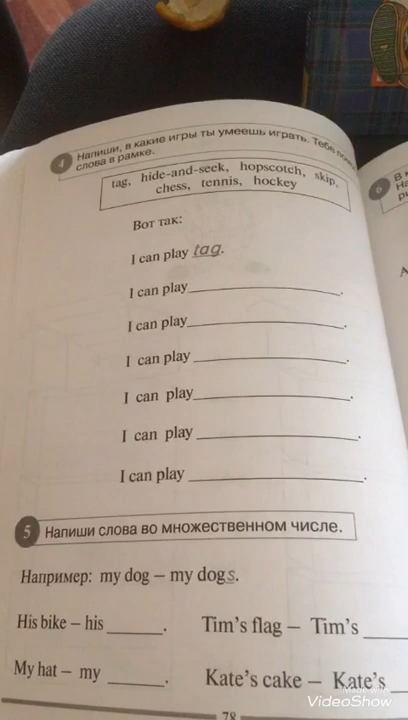 4 Напиши, в какие игры ты умеешь играть. Тебе
слова в рамке.
tag, hide-and-seek, hopscotch, skip,
chess, tennis, hockey
Вот так:
I can play tag.
I can play .
I can play .
I can play .
I can play .
I can play .
I can play .
5 Напиши слова во множественном числе.
Например: my dog – my dogs.
His bike – his . Tim's flag – Tim's
My hat – my . Kate's cake – Kate's
78
6
VideoShow